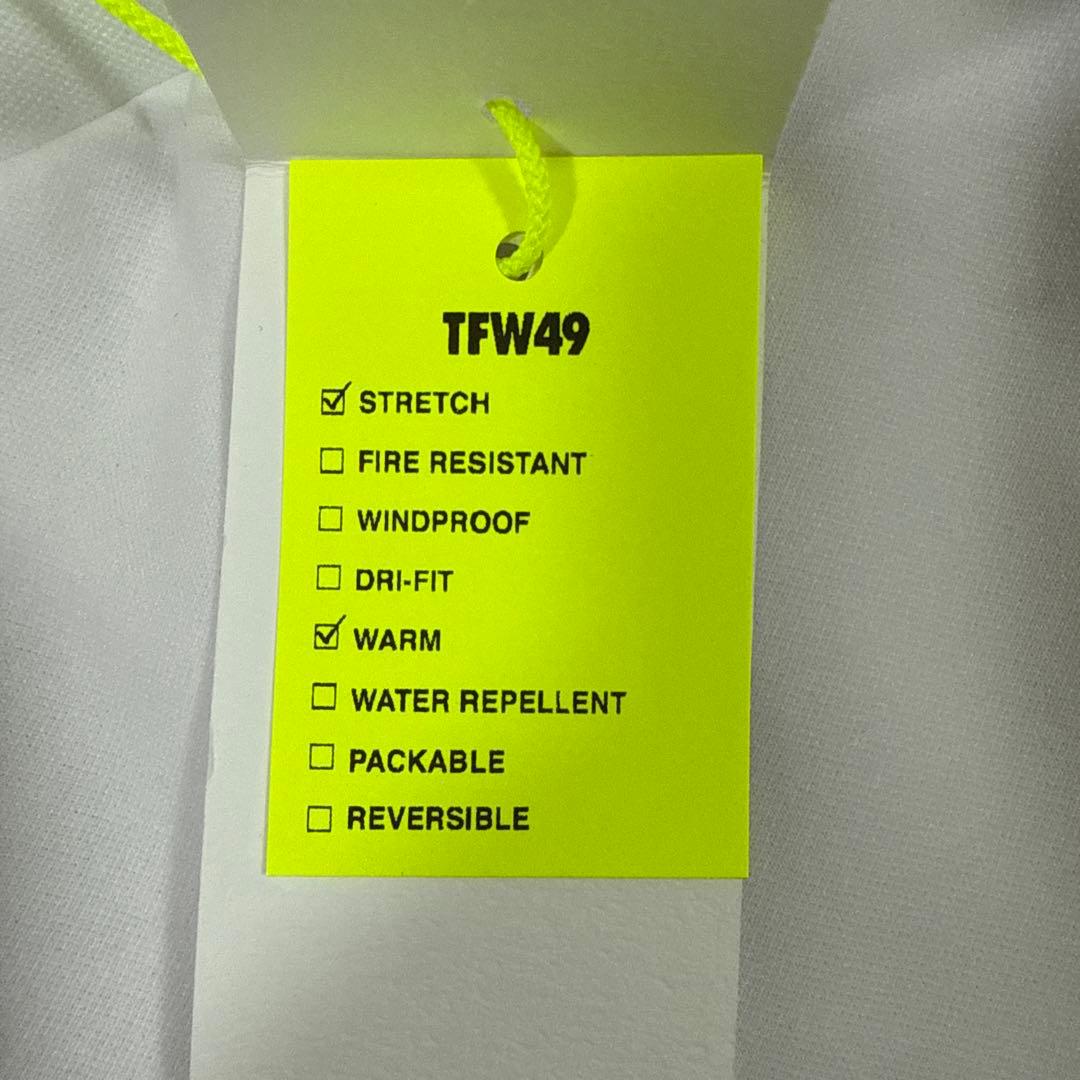 TFW49
☑ STRETCH
☐ FIRE RESISTANT
☐ WINDPROOF
☐ DRI-FIT
☑ WARM
☐ WATER REPELLENT
☐ PACKABLE
☐ REVERSIBLE